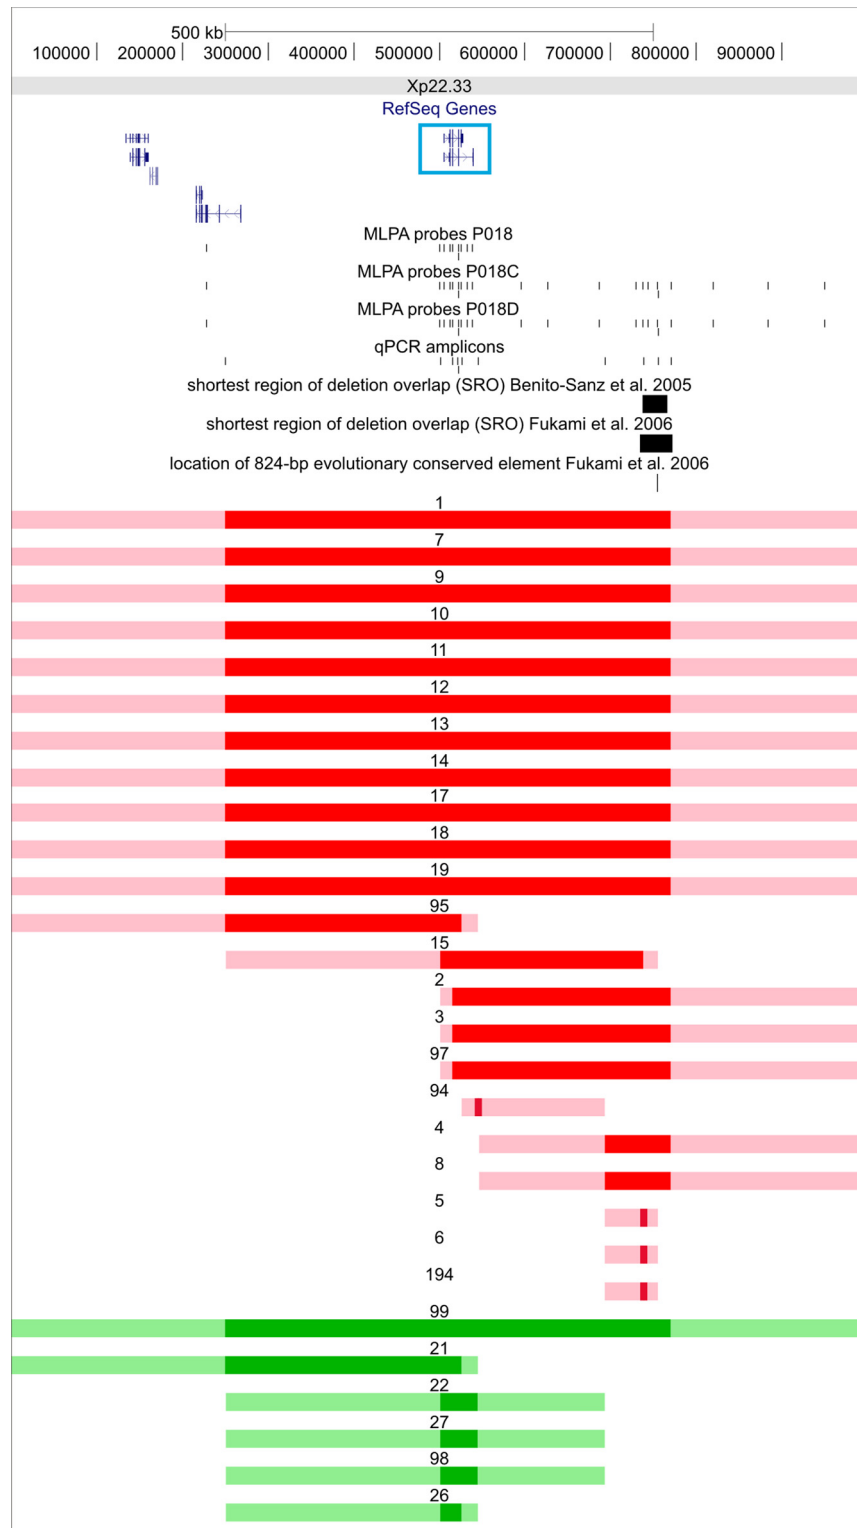 500 kb
100000 200000 300000 400000 500000 600000 700000 800000 900000
Xp22.33
RefSeq Genes
MLPA probes P018
MLPA probes P018C
MLPA probes P018D
qPCR amplicons
shortest region of deletion overlap (SRO) Benito-Sanz et al. 2005
shortest region of deletion overlap (SRO) Fukami et al. 2006
location of 824-bp evolutionary conserved element Fukami et al. 2006
1
7
9
10
11
12
13
14
17
18
19
95
15
2
3
97
94
4
8
5
6
194
99
21
22
27
98
26